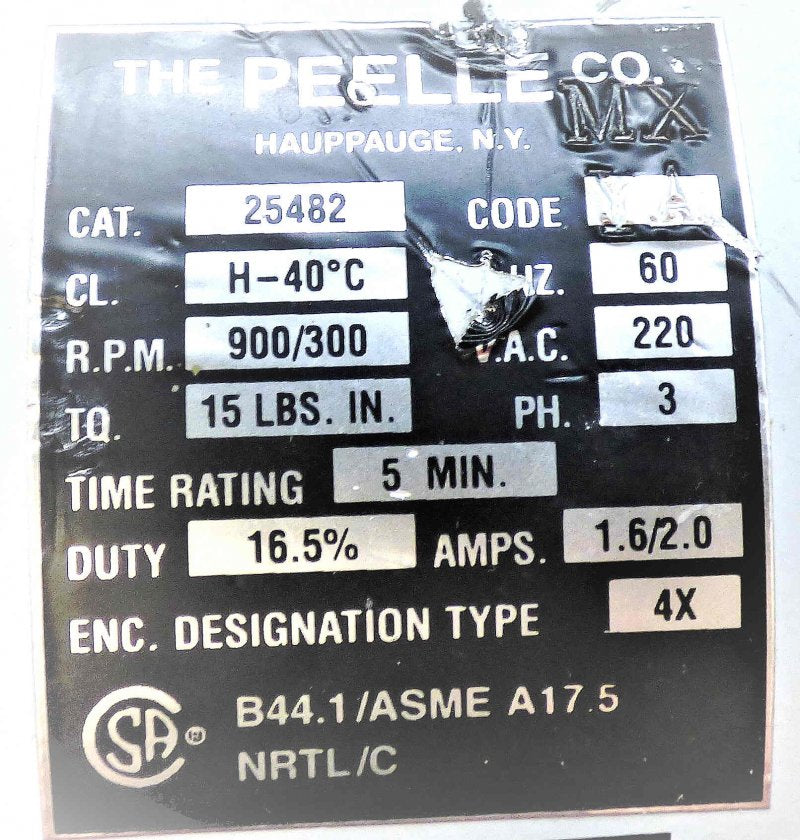 THE PEELLE CO.
MX
HAUPPAUGE, N.Y.
CAT. 25482 CODE
CL. H-40°C HZ. 60
R.P.M. 900/300 V.A.C. 220
TQ. 15 LBS. IN. PH. 3
TIME RATING 5 MIN.
DUTY 16.5% AMPS. 1.6/2.0
ENC. DESIGNATION TYPE 4X
CSA ® B44.1/ASME A17.5
NRTL/C